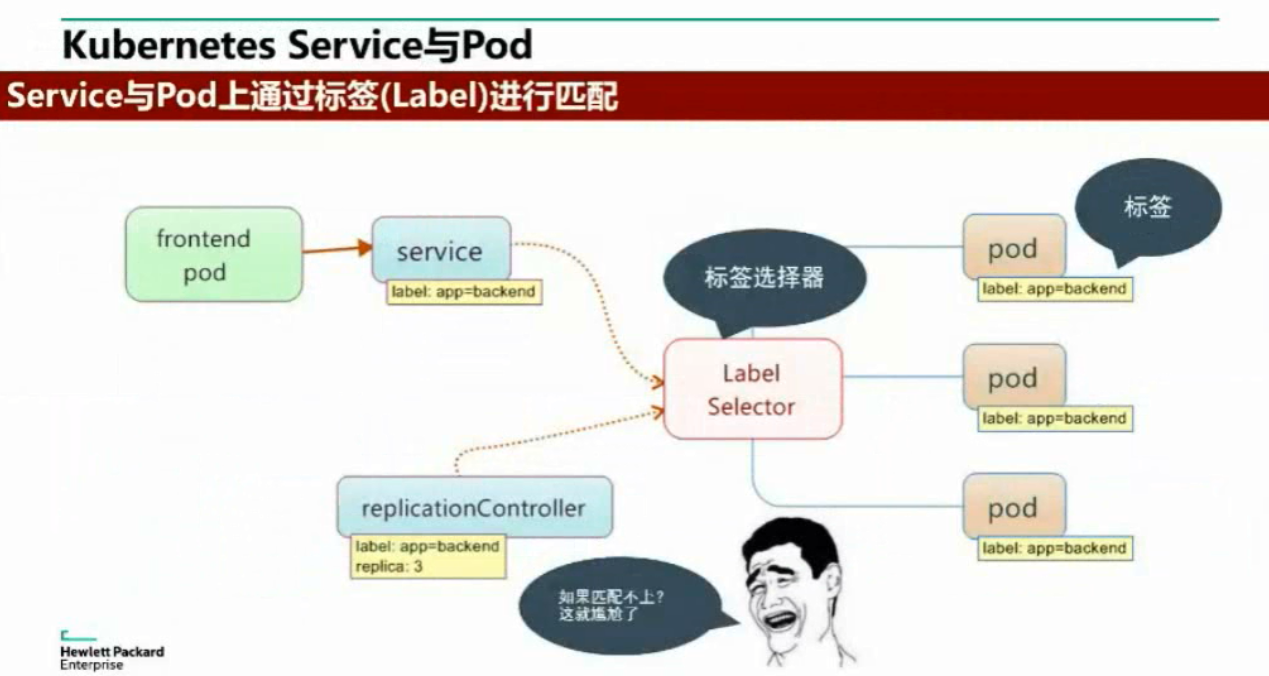 Kubernetes Service与Pod
Service与Pod上通过标签(Label)进行匹配
标签
frontend
pod
service
label: app=backend
标签选择器
pod
label: app=backend
Label
Selector
pod
label: app=backend
replicationController
label: app=backend
replica: 3
pod
label: app=backend
如果匹配不上?
这就尴尬了
Hewlett Packard
Enterprise